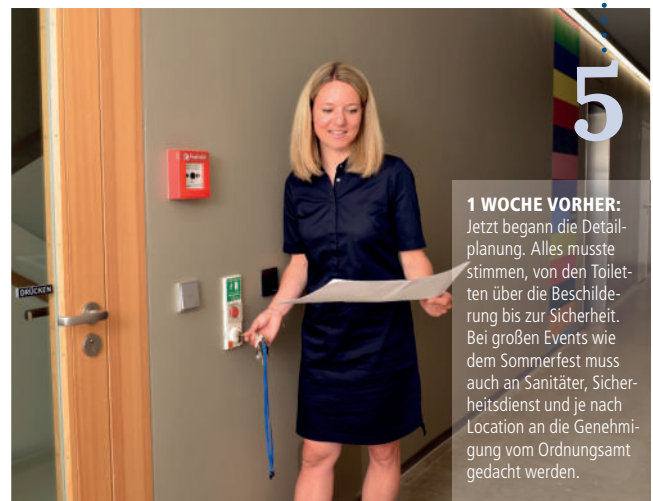 5
1 WOCHE VORHER:
Jetzt begann die Detail-
planung. Alles musste
stimmen, von den Toilet-
ten über die Beschilde-
rung bis zur Sicherheit.
Bei großen Events wie
dem Sommerfest muss
auch an Sanitäter, Sicher-
heitsdienst und je nach
Location an die Genehmi-
gung vom Ordnungsamt
gedacht werden.
DRÜCKEN